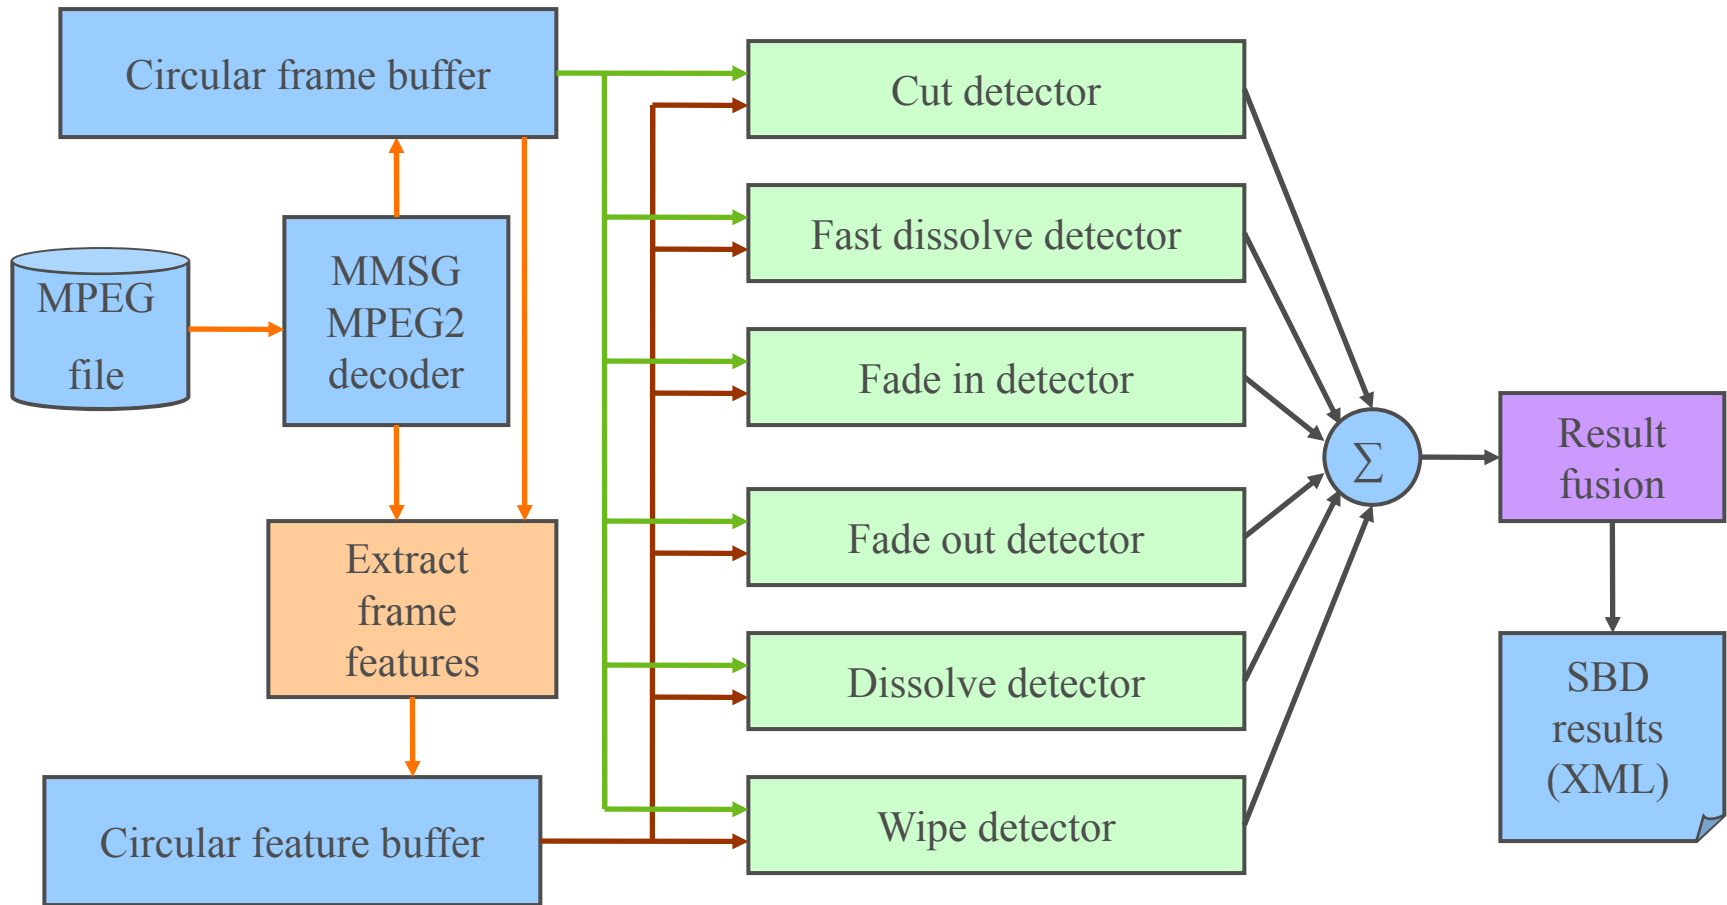 Circular frame buffer
MPEG
file
MMSG
MPEG2
decoder
Extract
frame
features
Circular feature buffer
Cut detector
Fast dissolve detector
Fade in detector
Fade out detector
Dissolve detector
Wipe detector
∑
Result
fusion
SBD
results
(XML)